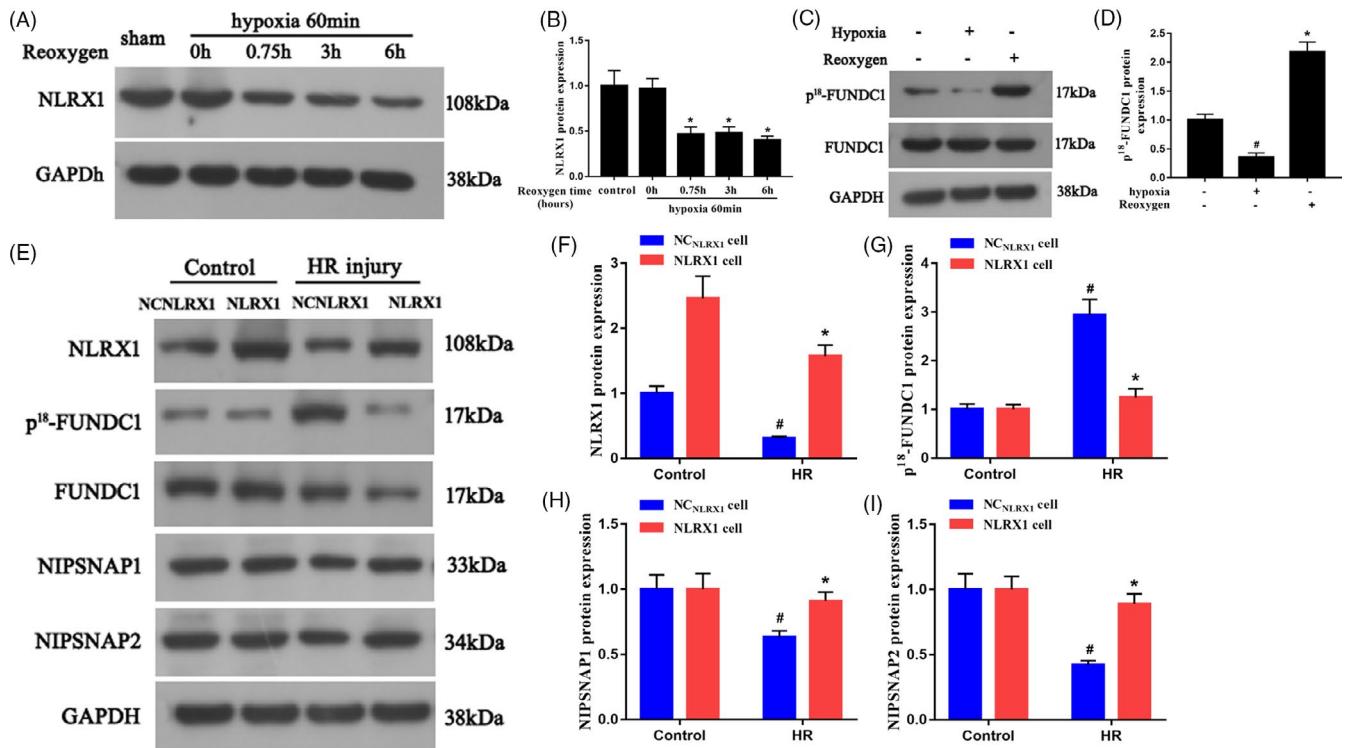 (A)
hypoxia 60min
sham
Reoxygen 0h 0.75h 3h 6h
NLRX1 108kDa
GAPDh 38kDa
(B)
NLRX1 protein expression
1.5
1.0
0.5
0.0
* * *
Reoxygen time (hours)
control 0h 0.75h 3h 6h
hypoxia 60min
(C)
Hypoxia - + -
Reoxygen - - +
p18-FUNDC1 17kDa
FUNDC1 17kDa
GAPDH 38kDa
(D)
p18-FUNDC1 protein
expression
2.5
2.0
1.5
1.0
0.5
0.0
# *
hypoxia - + -
Reoxygen - - +
(E)
Control HR injury
NCNLRX1 NLRX1 NCNLRX1 NLRX1
NLRX1 108kDa
p18-FUNDC1 17kDa
FUNDC1 17kDa
NIPSNAP1 33kDa
NIPSNAP2 34kDa
GAPDH 38kDa
(F)
NCNLRX1 cell
NLRX1 cell
NLRX1 protein expression
3
2
1
0
# *
Control HR
(G)
NCNLRX1 cell
NLRX1 cell
p18-FUNDC1 protein expression
4
3
2
1
0
# *
Control HR
(H)
NCNLRX1 cell
NLRX1 cell
NIPSNAP1 protein expression
1.5
1.0
0.5
0.0
# *
Control HR
(I)
NCNLRX1 cell
NLRX1 cell
NIPSNAP2 protein expression
1.5
1.0
0.5
0.0
# *
Control HR